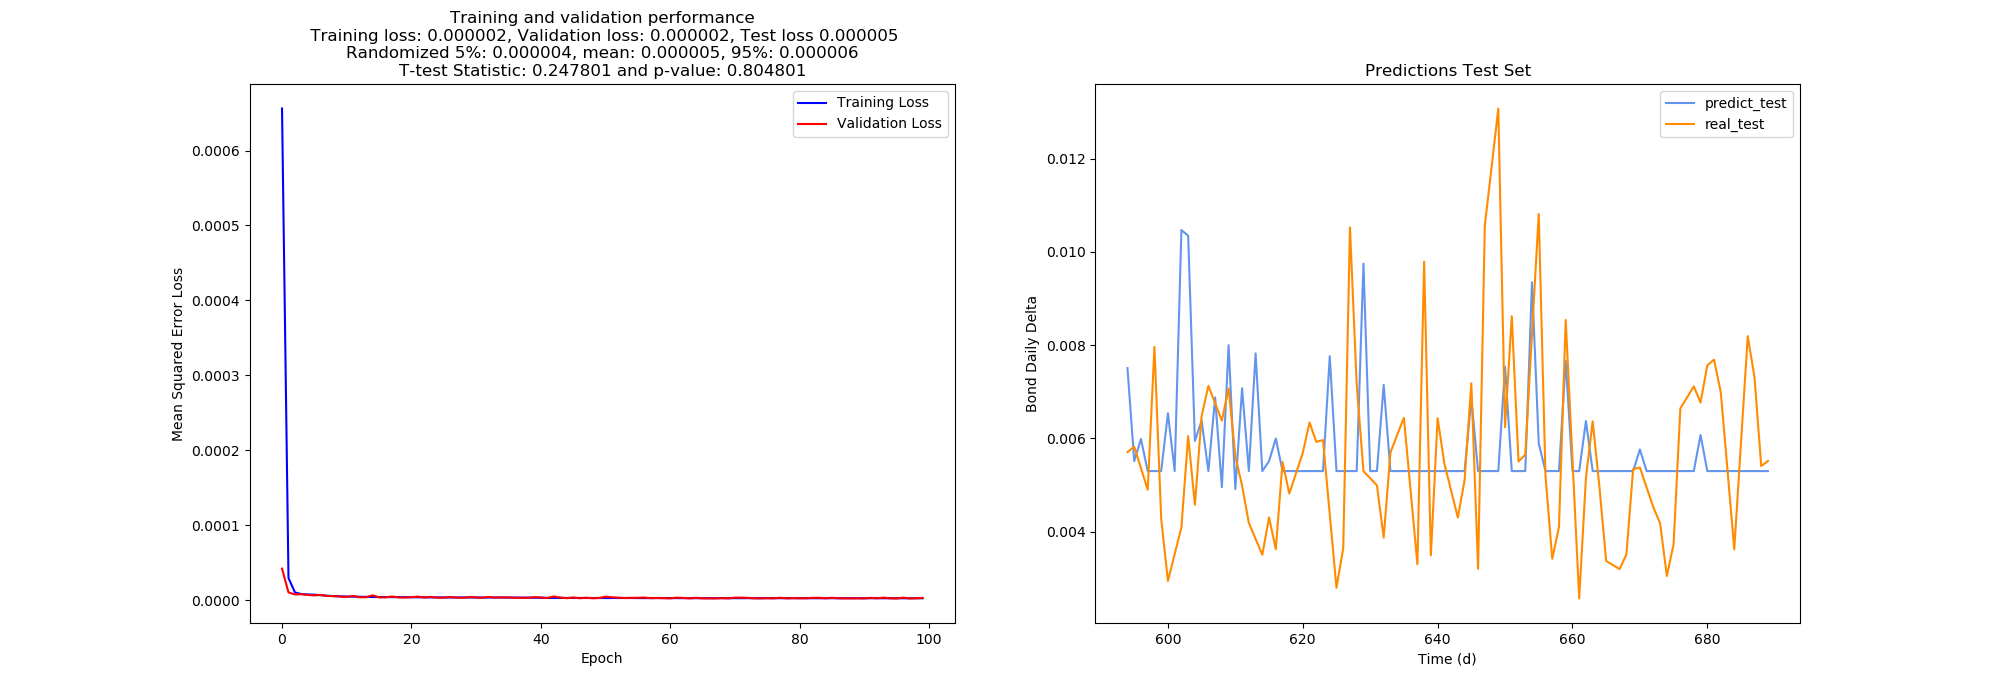 Training and validation performance
Training loss: 0.000002, Validation loss: 0.000002, Test loss 0.000005
Randomized 5%: 0.000004, mean: 0.000005, 95%: 0.000006
T-test Statistic: 0.247801 and p-value: 0.804801
Training Loss
Validation Loss
0.0006
0.0005
0.0004
0.0003
0.0002
0.0001
0.0000
Mean Squared Error Loss
0
20
40
60
80
100
Epoch
Predictions Test Set
predict_test
real_test
0.012
0.010
0.008
0.006
0.004
Bond Daily Delta
600
620
640
660
680
Time (d)